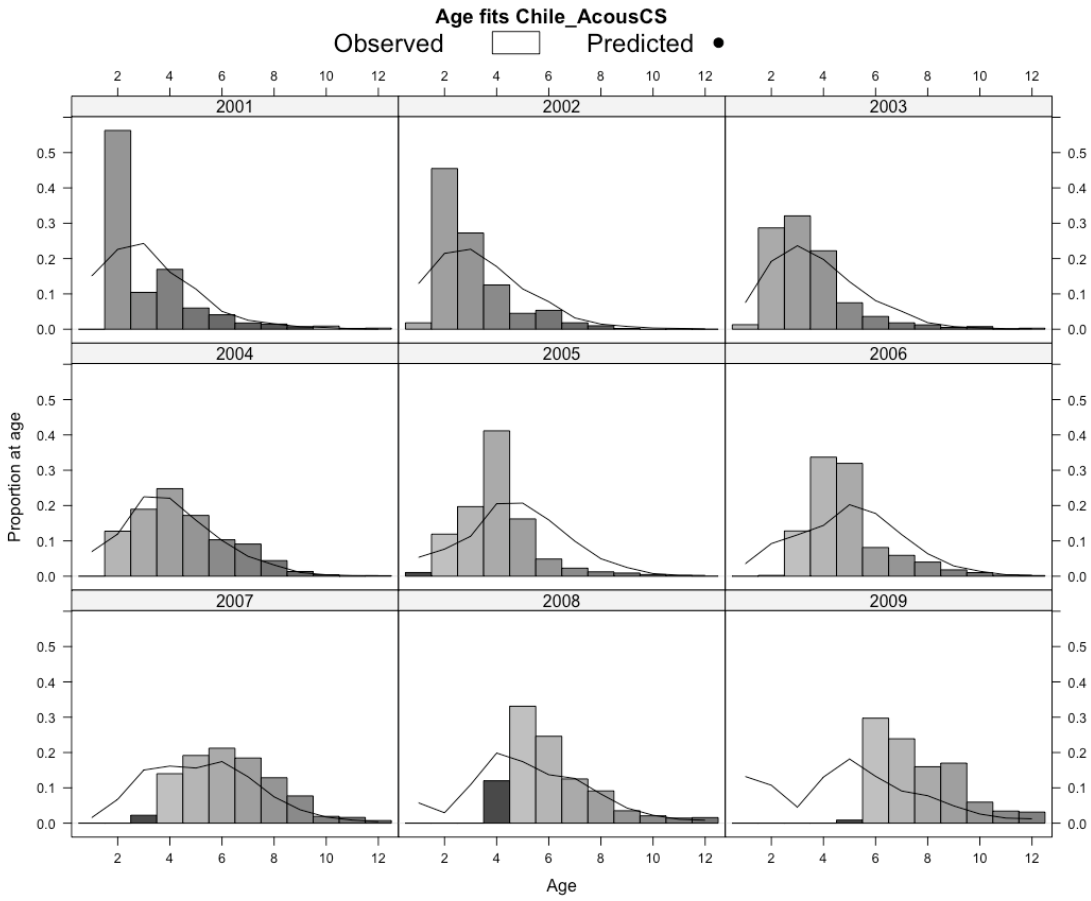 Age fits Chile_AcousCS
Observed Predicted
2 4 6 8 10 12 2 4 6 8 10 12 2 4 6 8 10 12
2001 2002 2003
0.5 0.5
0.4 0.4
0.3 0.3
0.2 0.2
0.1 0.1
0.0 0.0
2004 2005 2006
0.5 0.5
0.4 0.4
0.3 0.3
0.2 0.2
0.1 0.1
0.0 0.0
Proportion at age
2007 2008 2009
0.5 0.5
0.4 0.4
0.3 0.3
0.2 0.2
0.1 0.1
0.0 0.0
2 4 6 8 10 12 2 4 6 8 10 12 2 4 6 8 10 12
Age